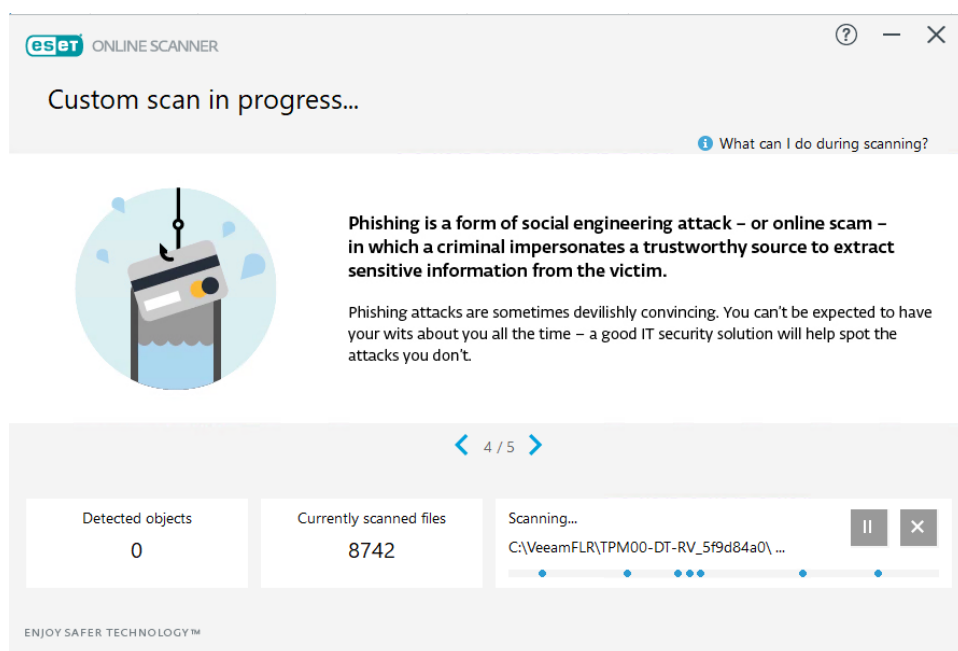 eset ONLINE SCANNER
Custom scan in progress...
What can I do during scanning?
Phishing is a form of social engineering attack – or online scam –
in which a criminal impersonates a trustworthy source to extract
sensitive information from the victim.
Phishing attacks are sometimes devilishly convincing. You can't be expected to have
your wits about you all the time – a good IT security solution will help spot the
attacks you don't.
4 / 5
Detected objects
0
Currently scanned files
8742
Scanning...
C:\VeeamFLR\TPM00-DT-RV_5f9d84a0\ ...
ENJOY SAFER TECHNOLOGY™